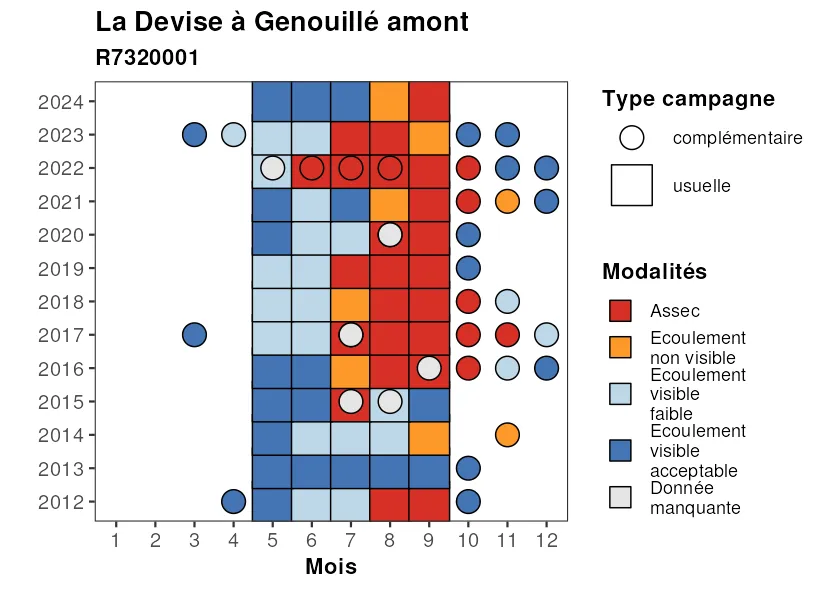 La Devise à Genouillé amont
R7320001
2024
2023
2022
2021
2020
2019
2018
2017
2016
2015
2014
2013
2012
1 2 3 4 5 6 7 8 9 10 11 12
Mois
Type campagne
complémentaire
usuelle
Modalités
Assec
Ecoulement
non visible
Ecoulement
visible
faible
Ecoulement
visible
acceptable
Donnée
manquante